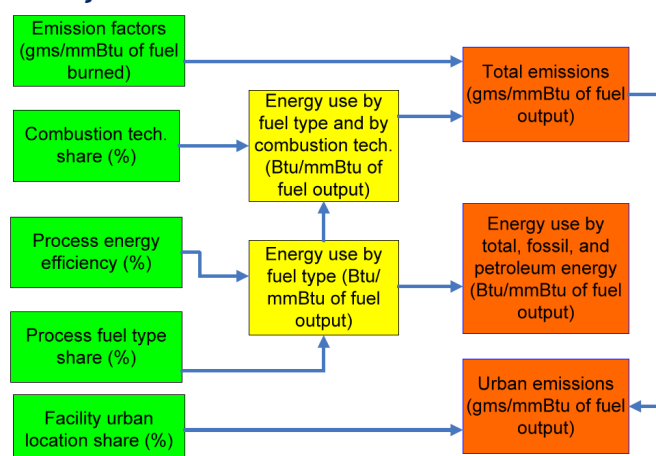 Emission factors
(gms/mmBtu of fuel
burned)
Combustion tech.
share (%)
Process energy
efficiency (%)
Process fuel type
share (%)
Facility urban
location share (%)
Energy use by
fuel type and by
combustion tech.
(Btu/mmBtu of
fuel output)
Energy use by
fuel type (Btu/
mmBtu of fuel
output)
Total emissions
(gms/mmBtu of fuel
output)
Energy use by
total, fossil, and
petroleum energy
(Btu/mmBtu of fuel
output)
Urban emissions
(gms/mmBtu of fuel
output)